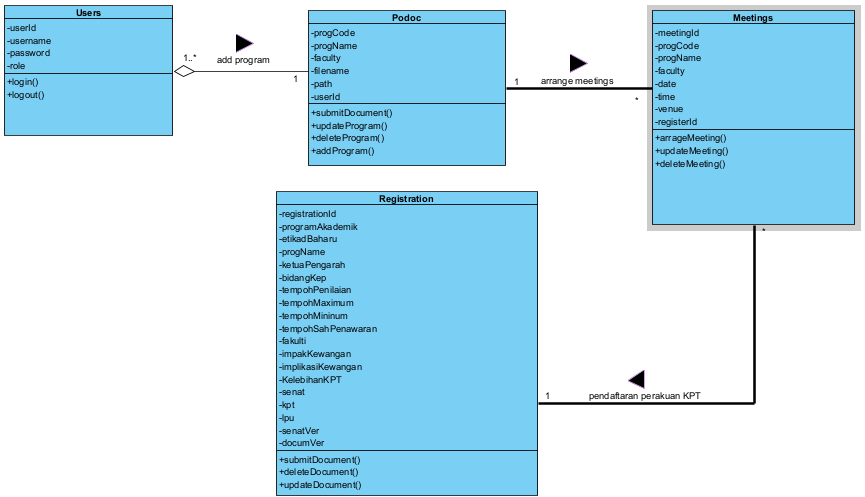 Users
-userId
-username
-password
-role
+login()
+logout()
1..*
add program
1
Podoc
-progCode
-progName
-faculty
-filename
-path
-userId
+submitDocument()
+updateProgram()
+deleteProgram()
+addProgram()
1
arrange meetings
*
Meetings
-meetingId
-progCode
-progName
-faculty
-date
-time
-venue
-registerId
+arrageMeeting()
+updateMeeting()
+deleteMeeting()
*
Registration
-registrationId
-programAkademik
-etikadBaharu
-progName
-ketuaPengarah
-bidangKep
-tempohPenilaian
-tempohMaximum
-tempohMininum
-tempohSahPenawaran
-fakulti
-impakKewangan
-implikasiKewangan
-KelebihanKPT
-senat
-kpt
-lpu
-senatVer
-documVer
+submitDocument()
+deleteDocument()
+updateDocument()
1
pendaftaran perakuan KPT